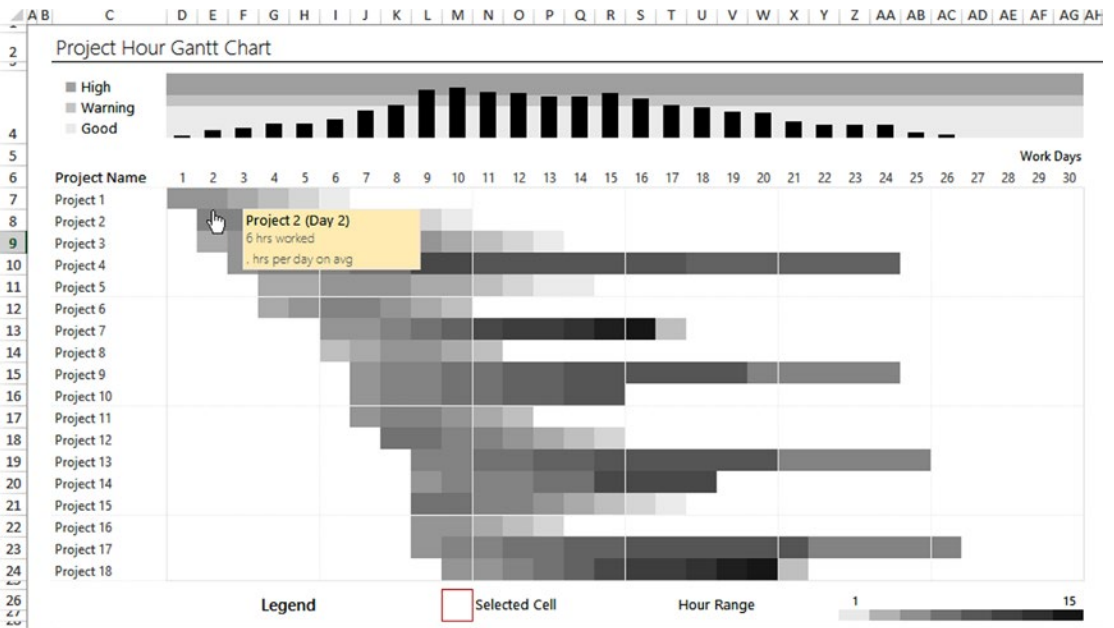 A B C D E F G H I J K L M N O P Q R S T U V W X Y Z AA AB AC AD AE AF AG AH
2 Project Hour Gantt Chart
High
Warning
4 Good
5 Work Days
6 Project Name 1 2 3 4 5 6 7 8 9 10 11 12 13 14 15 16 17 18 19 20 21 22 23 24 25 26 27 28 29 30
7 Project 1
8 Project 2 Project 2 (Day 2)
9 Project 3 6 hrs worked
10 Project 4 . hrs per day on avg
11 Project 5
12 Project 6
13 Project 7
14 Project 8
15 Project 9
16 Project 10
17 Project 11
18 Project 12
19 Project 13
20 Project 14
21 Project 15
22 Project 16
23 Project 17
24 Project 18
26 Legend Selected Cell Hour Range 1 15